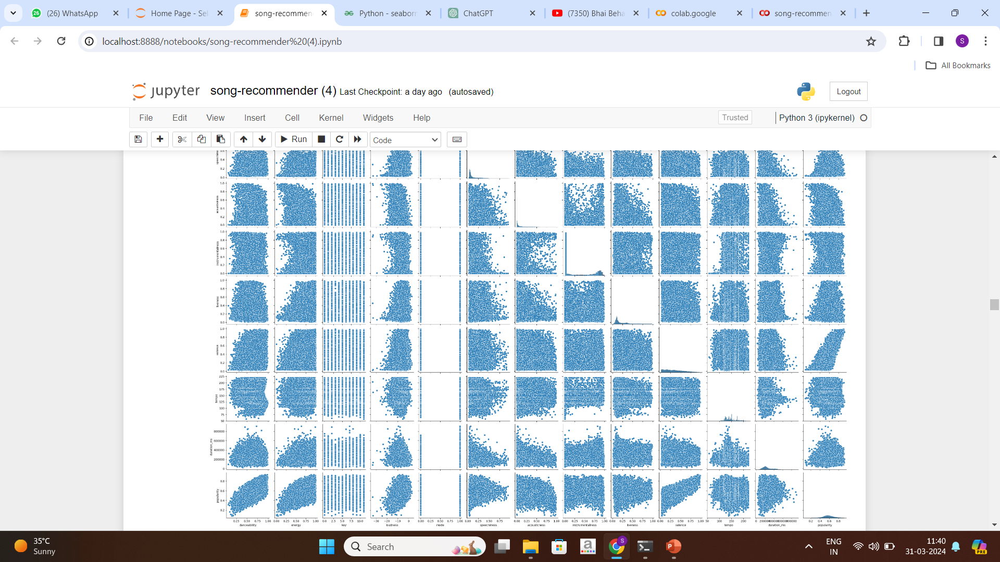 (26) WhatsApp
Home Page - Sel
song-recommen
Python - seaborn
ChatGPT
(7350) Bhai Beha
colab.google
song-recommen
localhost:8888/notebooks/song-recommender%20(4).ipynb
S
All Bookmarks
jupyter song-recommender (4) Last Checkpoint: a day ago (autosaved)
Logout
File Edit View Insert Cell Kernel Widgets Help
Trusted
Python 3 (ipykernel)
Run
Code
0.4
0.2
0.0
1.0
0.8
0.6
0.4
0.2
0.0
acousticness
1.0
0.8
0.6
0.4
0.2
0.0
instrumentalness
1.0
0.8
0.6
0.4
0.2
0.0
liveness
1.0
0.8
0.6
0.4
0.2
0.0
valence
225
200
175
150
125
100
75
50
tempo
800000
600000
400000
200000
0
duration_ms
0.8
0.6
0.4
0.2
popularity
0.25 0.50 0.75 1.00
0.00 0.25 0.50 0.75 1.00
0.0 2.5 5.0 7.5 10.0
−30 −20 −10 0
0.00 0.25 0.50 0.75 1.00
0.00 0.25 0.50 0.75
0.00 0.25 0.50 0.75 1.00
0.00 0.25 0.50 0.75 1.00
0.00 0.25 0.50 0.75 1.00
0.00 0.25 0.50 0.75 1.00
50 100 150 200
0 200000 400000 600000 800000
0.2 0.4 0.6 0.8
danceability energy key loudness mode speechiness acousticness instrumentalness liveness valence tempo duration_ms popularity
35°C
Sunny
Search
ENG
IN
11:40
31-03-2024
PRE